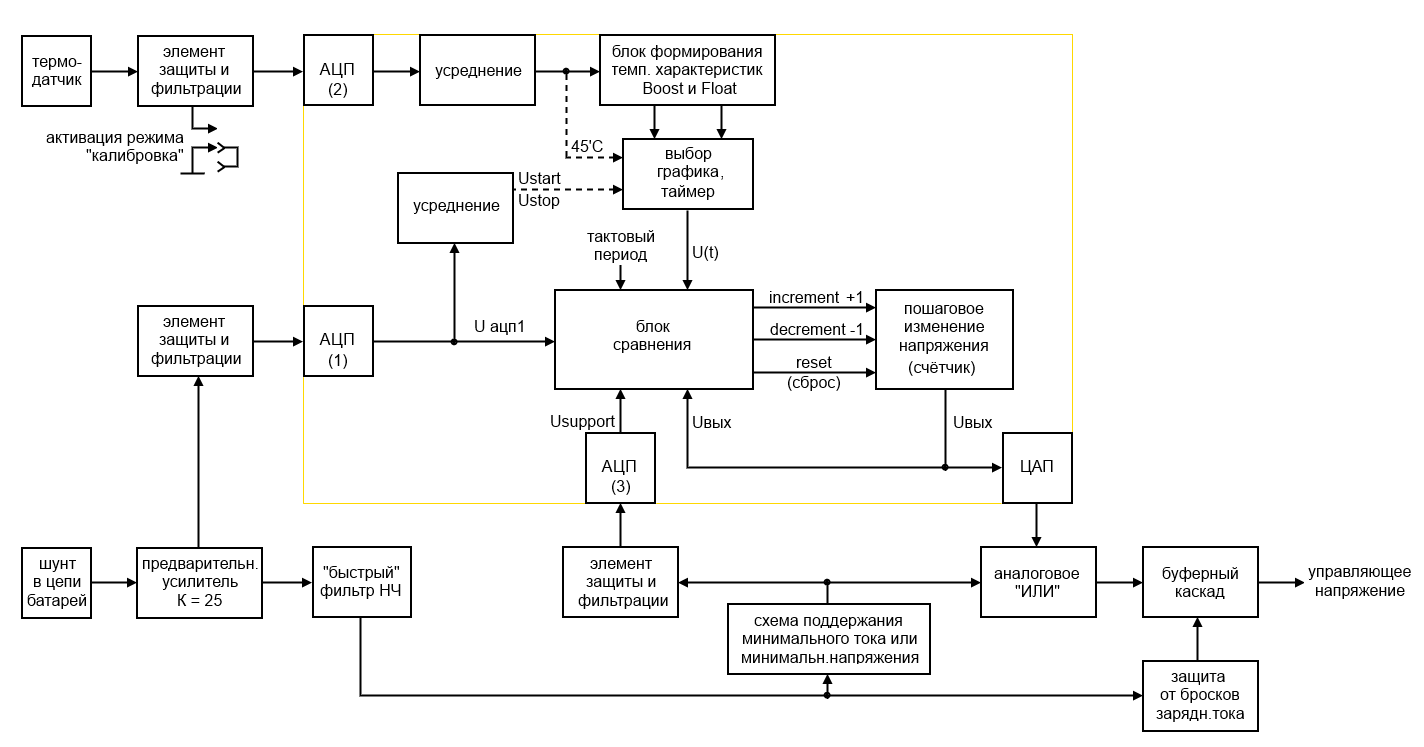 термо-
датчик
элемент
защиты и
фильтрации
АЦП
(2)
усреднение
блок формирования
темп. характеристик
Boost и Float
активация режима
"калибровка"
45'С
выбор
графика,
таймер
усреднение
Ustart
Ustop
тактовый
период
U(t)
элемент
защиты и
фильтрации
АЦП
(1)
U ацп1
блок
сравнения
increment +1
decrement -1
reset
(сброс)
пошаговое
изменение
напряжения
(счётчик)
Usupport
Uвых
Uвых
АЦП
(3)
ЦАП
шунт
в цепи
батарей
предварительн.
усилитель
К = 25
"быстрый"
фильтр НЧ
элемент
защиты и
фильтрации
аналоговое
"ИЛИ"
буферный
каскад
управляющее
напряжение
схема поддержания
минимального тока или
минимальн.напряжения
защита
от бросков
зарядн.тока